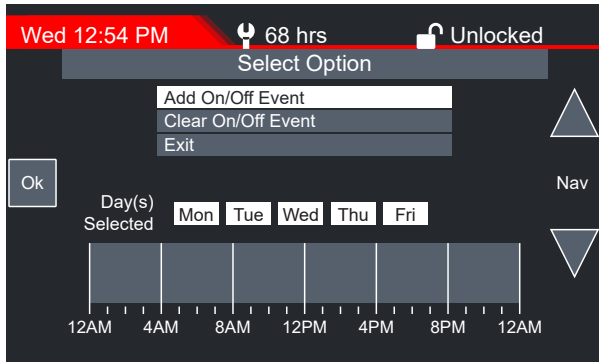 Wed 12:54 PM 68 hrs Unlocked
Select Option
Add On/Off Event
Clear On/Off Event
Exit
Ok
Nav
Day(s)
Selected
Mon Tue Wed Thu Fri
12AM 4AM 8AM 12PM 4PM 8PM 12AM